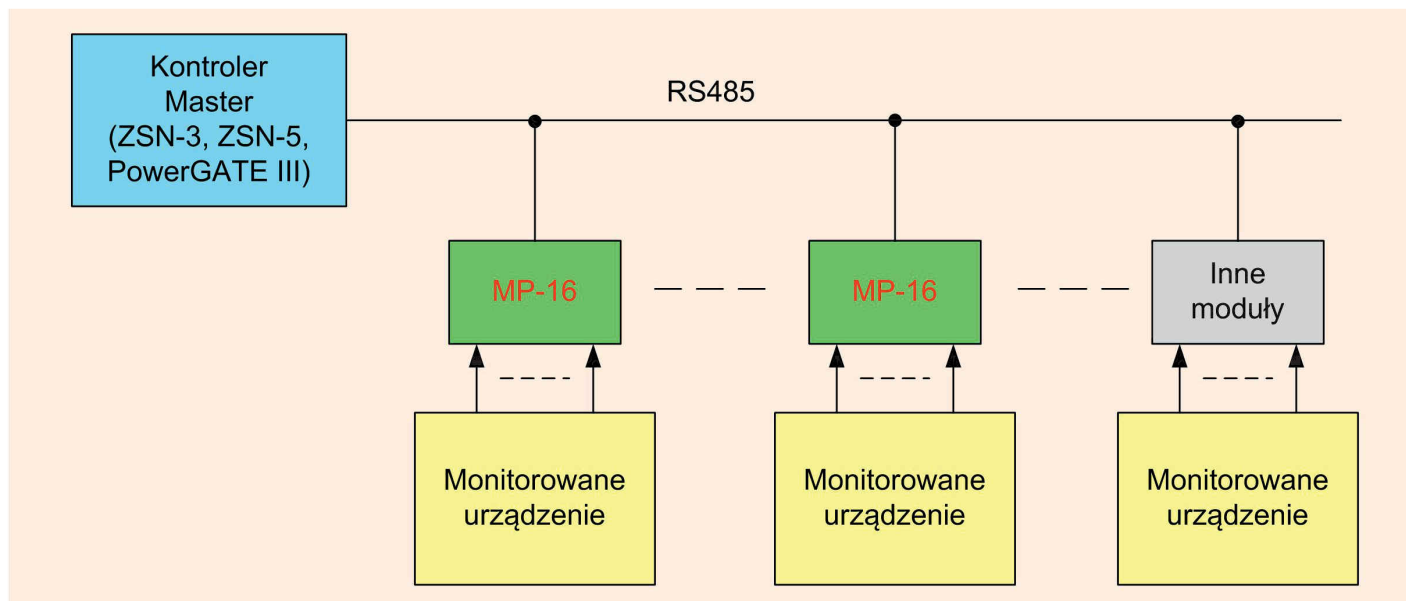 Kontroler
Master
(ZSN-3, ZSN-5,
PowerGATE III)
RS485
MP-16
MP-16
Inne
moduły
Monitorowane
urządzenie
Monitorowane
urządzenie
Monitorowane
urządzenie